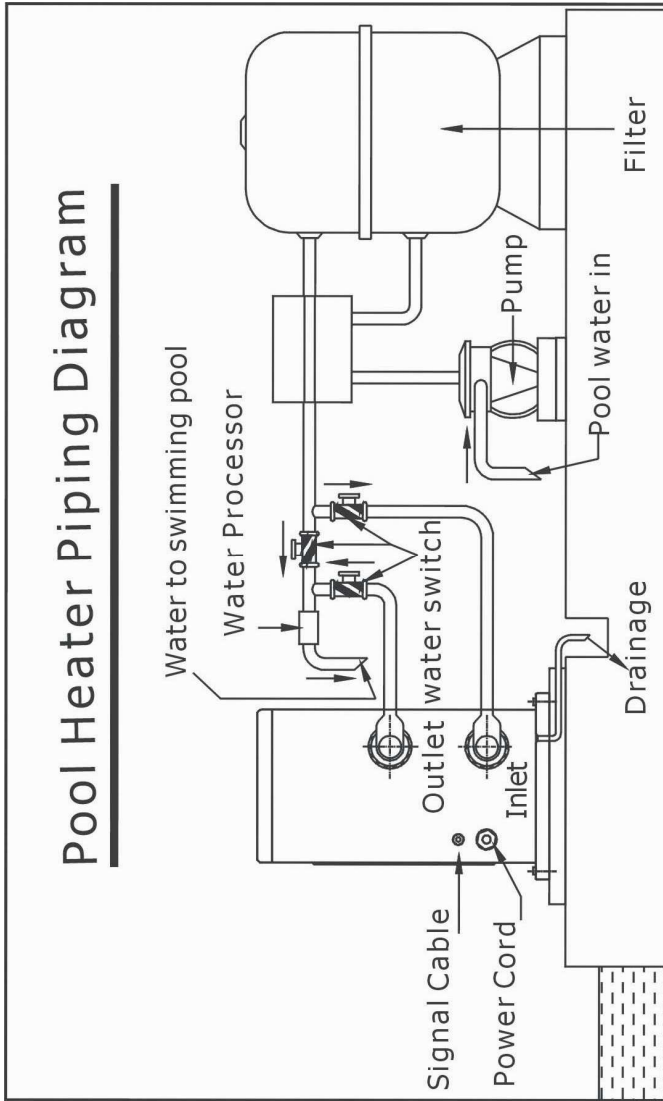 Pool Heater Piping Diagram
Water to swimming pool
Water Processor
Outlet
water switch
Inlet
Signal Cable
Power Cord
Drainage
Pool water in
Pump
Filter